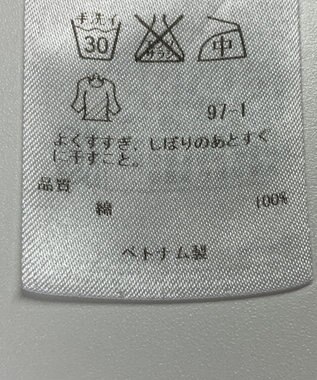 手洗イ
30
エンソ
サラシ
中
97-1
よくすすぎ、しぼりのあとすぐ
に干すこと。
品質
綿 100%
ベトナム製